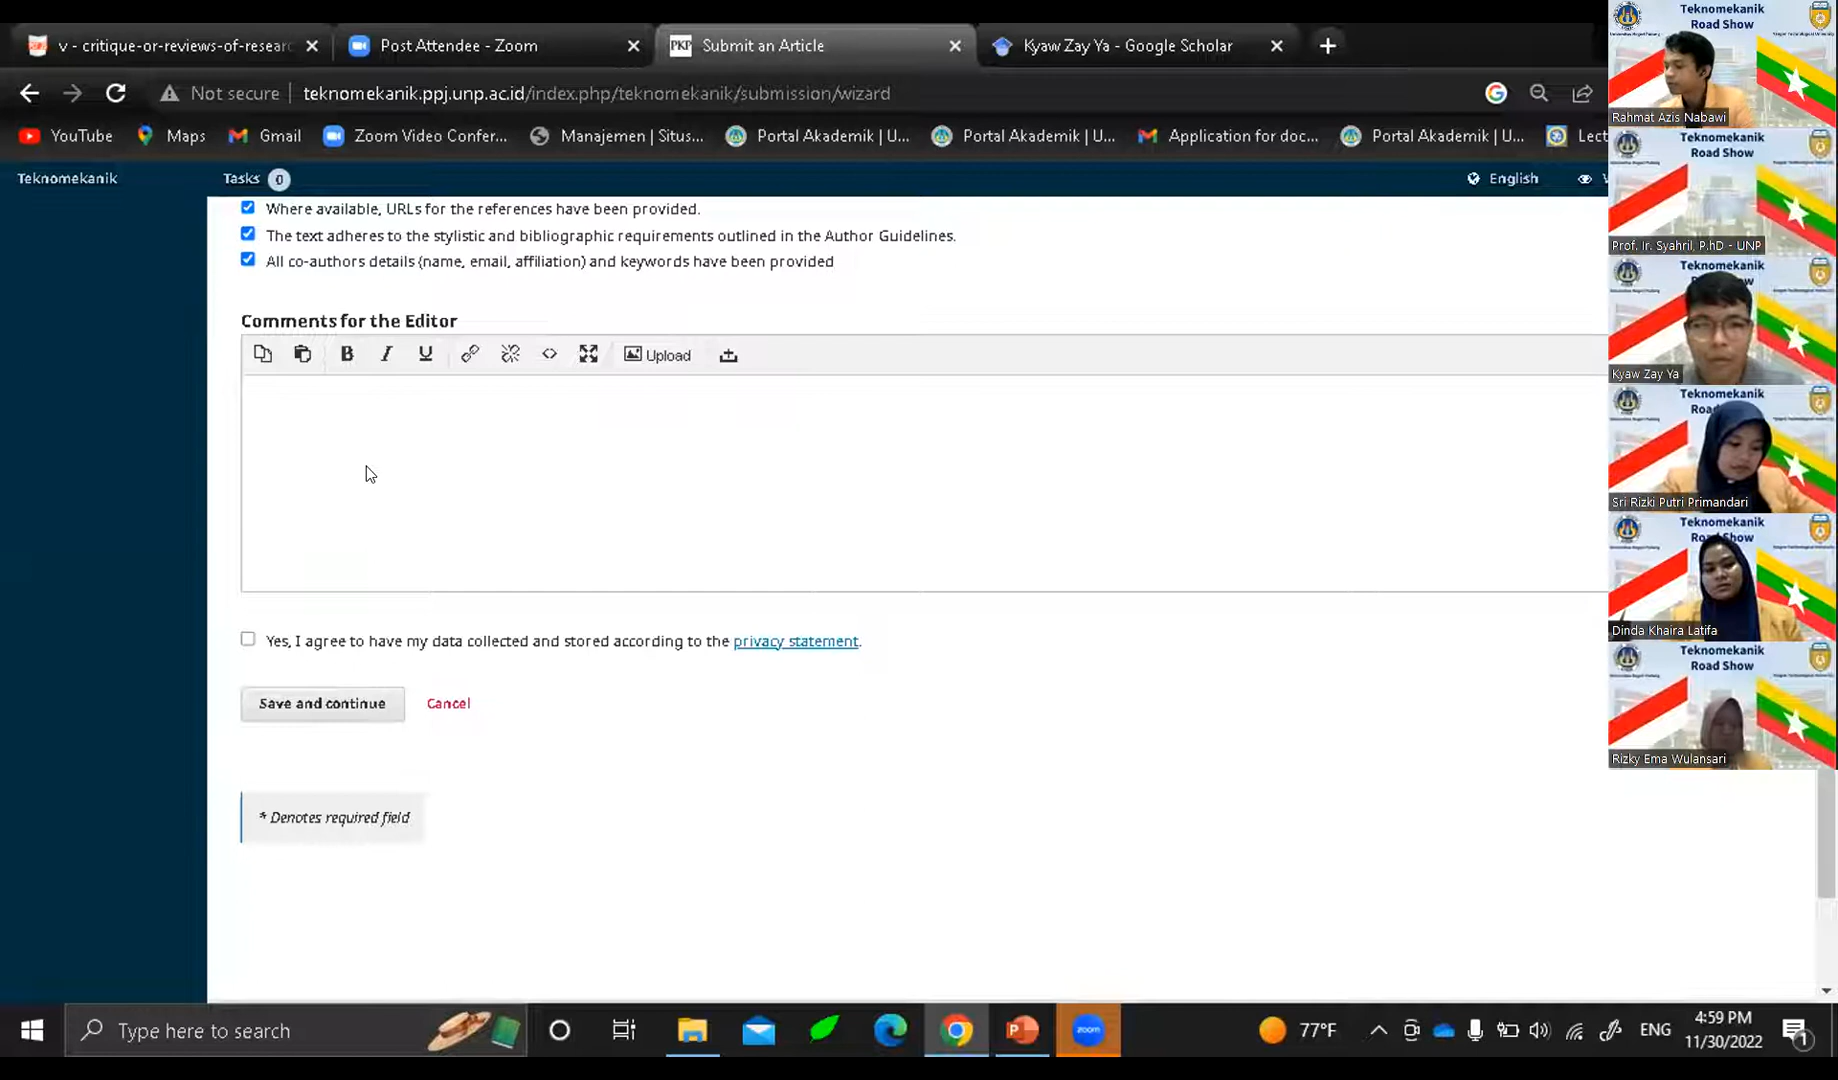 v - critique-or-reviews-of-researc
Post Attendee - Zoom
PKP
Submit an Article
Kyaw Zay Ya - Google Scholar
Not secure
teknomekanik.ppj.unp.ac.id/index.php/teknomekanik/submission/wizard
YouTube
Maps
Gmail
Zoom Video Confer...
Manajemen | Situs...
Portal Akademik | U...
Portal Akademik | U...
Application for doc...
Portal Akademik | U...
Lect
Teknomekanik
Tasks 0
English
Where available, URLs for the references have been provided.
The text adheres to the stylistic and bibliographic requirements outlined in the Author Guidelines.
All co-authors details (name, email, affiliation) and keywords have been provided
Comments for the Editor
B I U
Upload
Yes, I agree to have my data collected and stored according to the privacy statement.
Save and continue
Cancel
* Denotes required field
Teknomekanik
Road Show
Rahmat Azis Nabawi
Teknomekanik
Road Show
Prof. Ir. Syahril, P.hD - UNP
Teknomekanik
Kyaw Zay Ya
Teknomekanik
Sri Rizki Putri Primandari
Teknomekanik
Road Show
Dinda Khaira Latifa
Teknomekanik
Road Show
Rizky Ema Wulansari
Type here to search
zoom
77°F
ENG
4:59 PM
11/30/2022
1